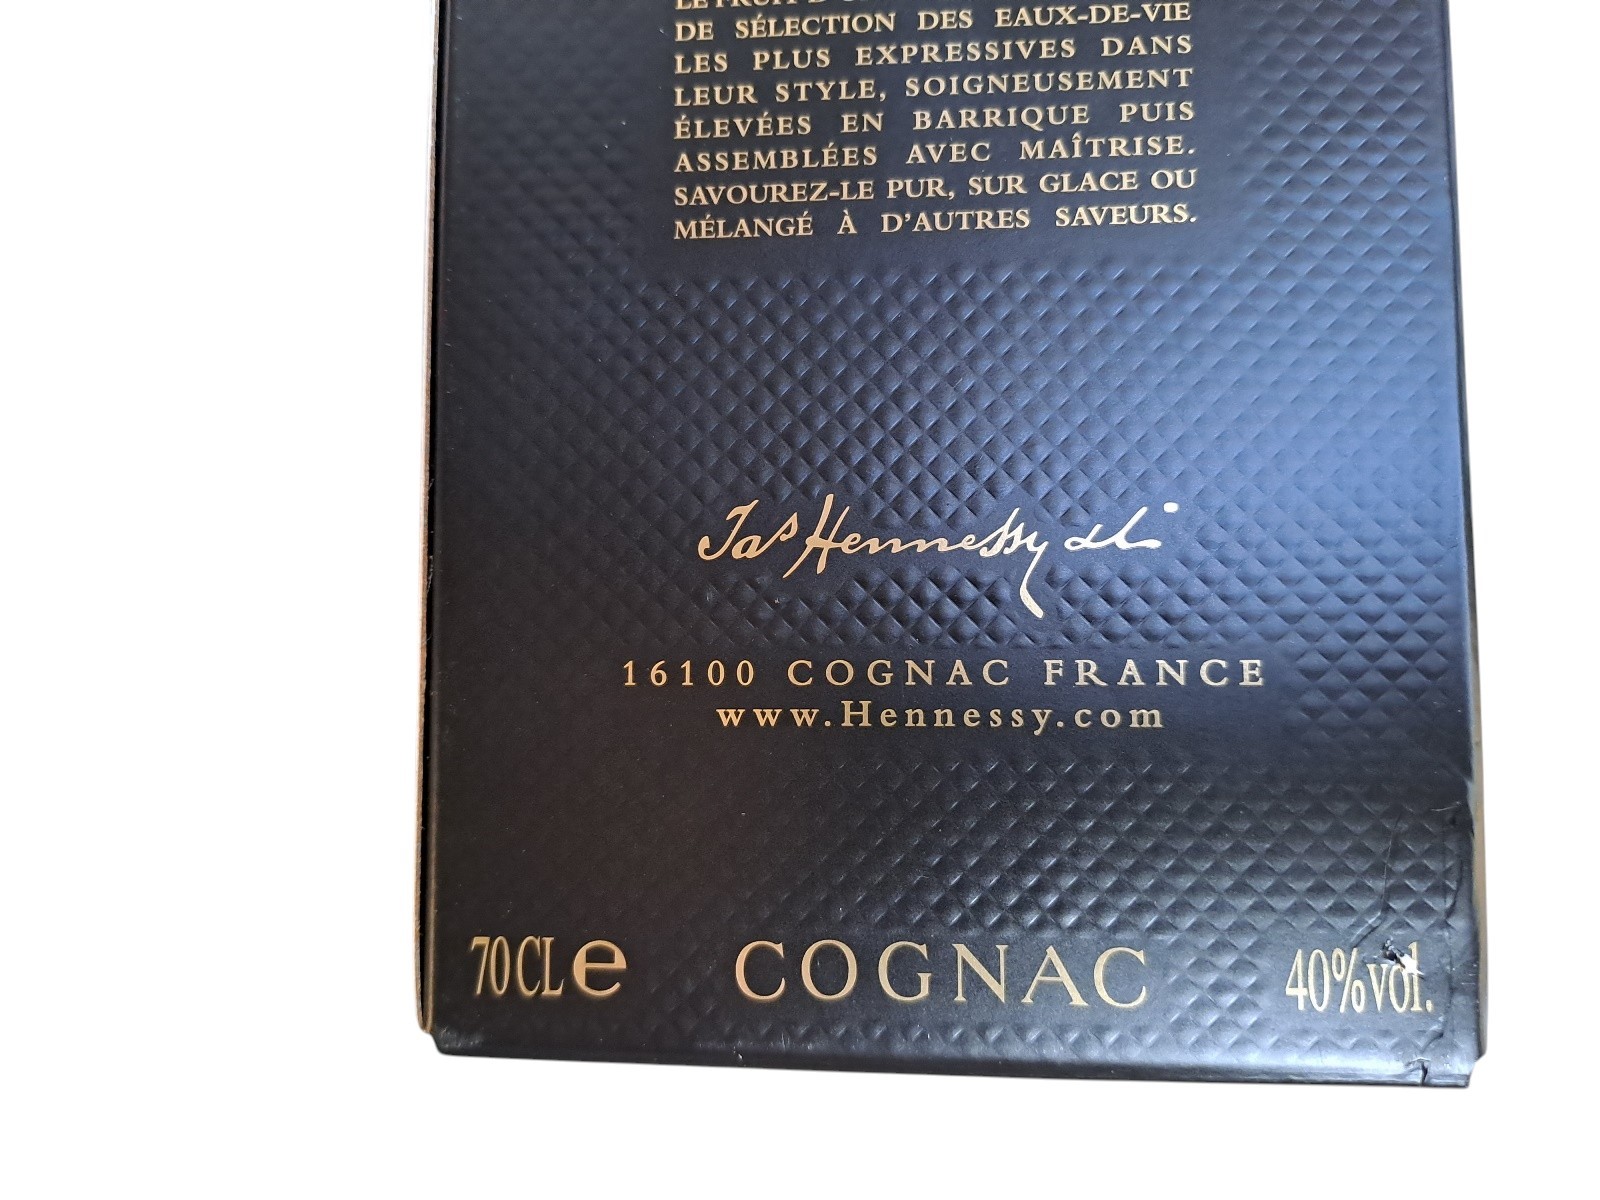 LE FRUIT
DE SÉLECTION DES EAUX-DE-VIE
LES PLUS EXPRESSIVES DANS
LEUR STYLE, SOIGNEUSEMENT
ÉLEVÉES EN BARRIQUE PUIS
ASSEMBLÉES AVEC MAÎTRISE.
SAVOUREZ-LE PUR, SUR GLACE OU
MÉLANGÉ À D'AUTRES SAVEURS.
Jas Hennessy
16100 COGNAC FRANCE
www.Hennessy.com
70CL e COGNAC 40%vol.